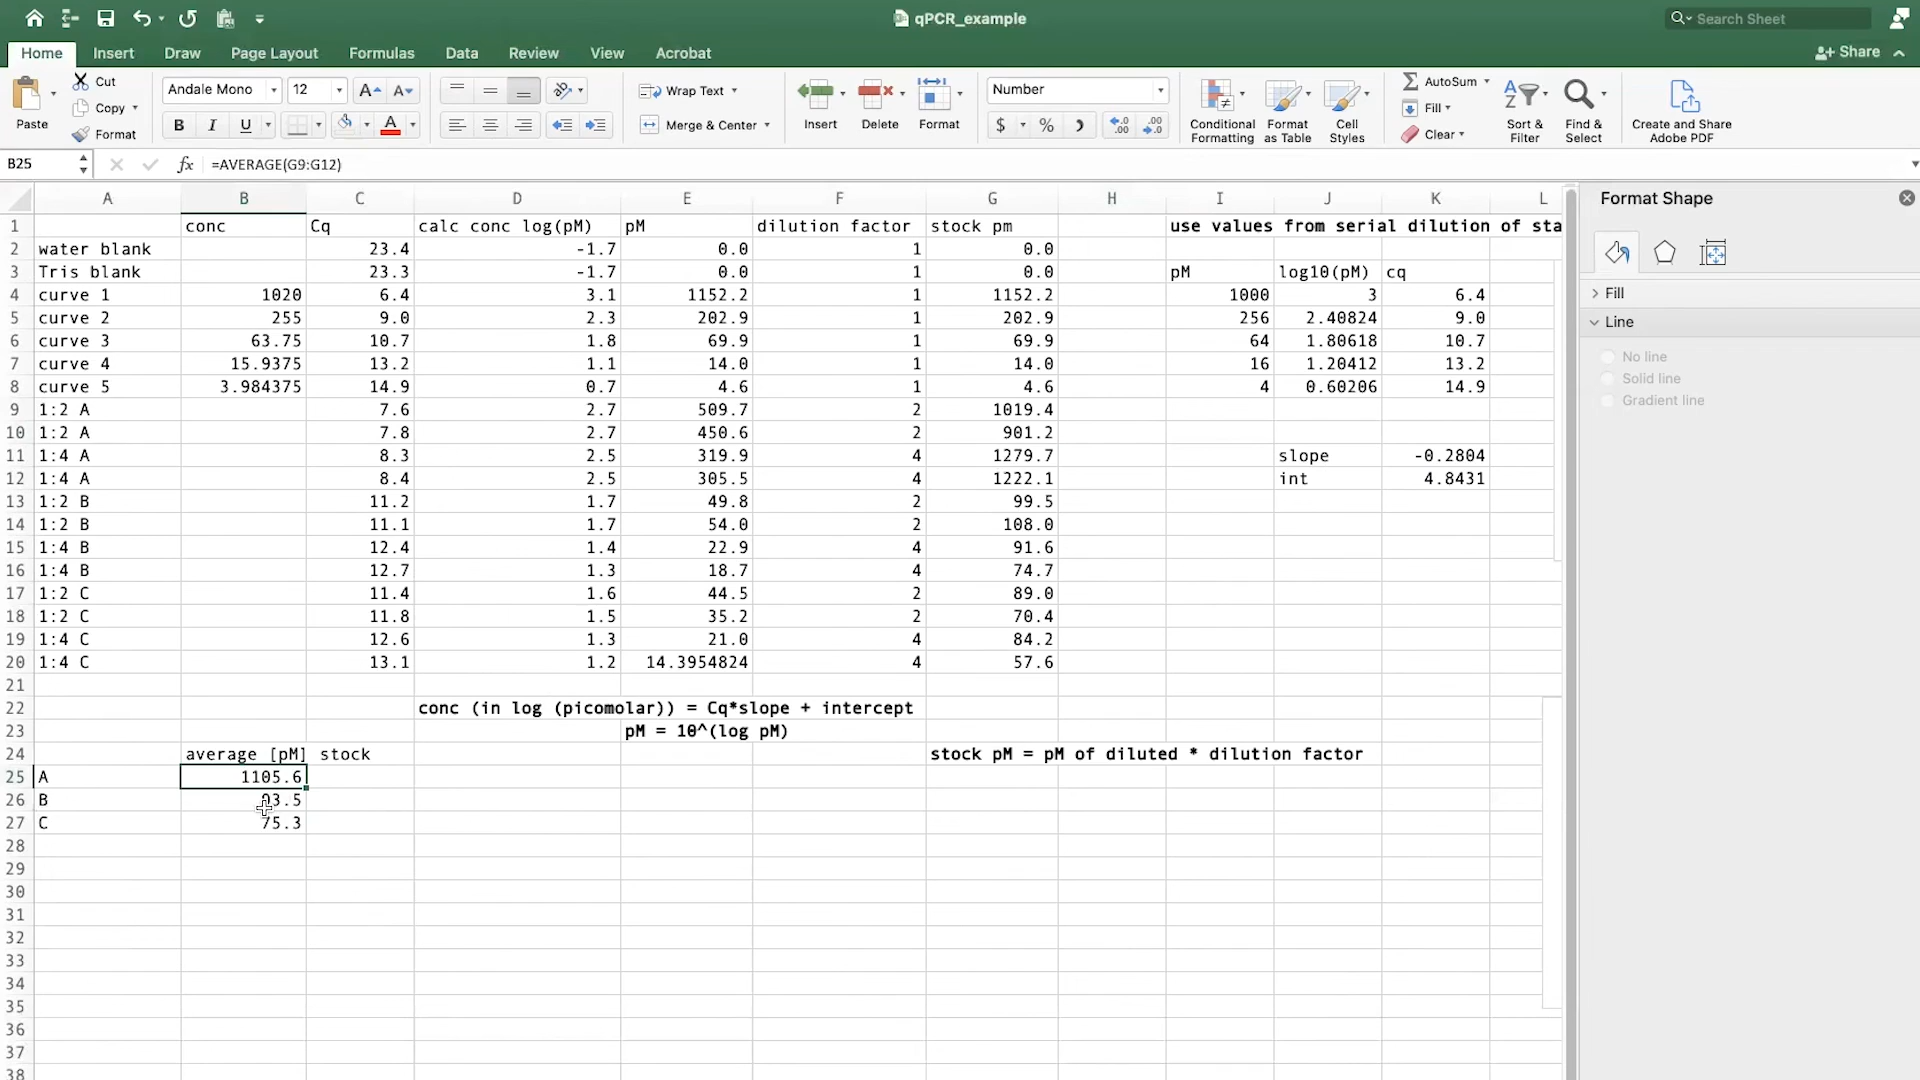 qPCR_example
Search Sheet
Home Insert Draw Page Layout Formulas Data Review View Acrobat
Share
Paste
Cut
Copy
Format
Andale Mono 12
B I U A
Wrap Text
Merge & Center
Number
$ %
Insert Delete Format
Conditional Formatting
Format as Table
Cell Styles
AutoSum
Fill
Clear
Sort & Filter
Find & Select
Create and Share Adobe PDF
B25 fx =AVERAGE(G9:G12)
A B C D E F G H I J K L
1 conc Cq calc conc log(pM) pM dilution factor stock pm use values from serial dilution of sta
2 water blank 23.4 -1.7 0.0 1 0.0
3 Tris blank 23.3 -1.7 0.0 1 0.0 pM log10(pM) cq
4 curve 1 1020 6.4 3.1 1152.2 1 1152.2 1000 3 6.4
5 curve 2 255 9.0 2.3 202.9 1 202.9 256 2.40824 9.0
6 curve 3 63.75 10.7 1.8 69.9 1 69.9 64 1.80618 10.7
7 curve 4 15.9375 13.2 1.1 14.0 1 14.0 16 1.20412 13.2
8 curve 5 3.984375 14.9 0.7 4.6 1 4.6 4 0.60206 14.9
9 1:2 A 7.6 2.7 509.7 2 1019.4
10 1:2 A 7.8 2.7 450.6 2 901.2
11 1:4 A 8.3 2.5 319.9 4 1279.7 slope -0.2804
12 1:4 A 8.4 2.5 305.5 4 1222.1 int 4.8431
13 1:2 B 11.2 1.7 49.8 2 99.5
14 1:2 B 11.1 1.7 54.0 2 108.0
15 1:4 B 12.4 1.4 22.9 4 91.6
16 1:4 B 12.7 1.3 18.7 4 74.7
17 1:2 C 11.4 1.6 44.5 2 89.0
18 1:2 C 11.8 1.5 35.2 2 70.4
19 1:4 C 12.6 1.3 21.0 4 84.2
20 1:4 C 13.1 1.2 14.3954824 4 57.6
21
22 conc (in log (picomolar)) = Cq*slope + intercept
23 pM = 10^(log pM)
24 average [pM] stock stock pM = pM of diluted * dilution factor
25 A 1105.6
26 B 93.5
27 C 75.3
28
29
30
31
32
33
34
35
36
37
38
Format Shape
Fill
Line
No line
Solid line
Gradient line